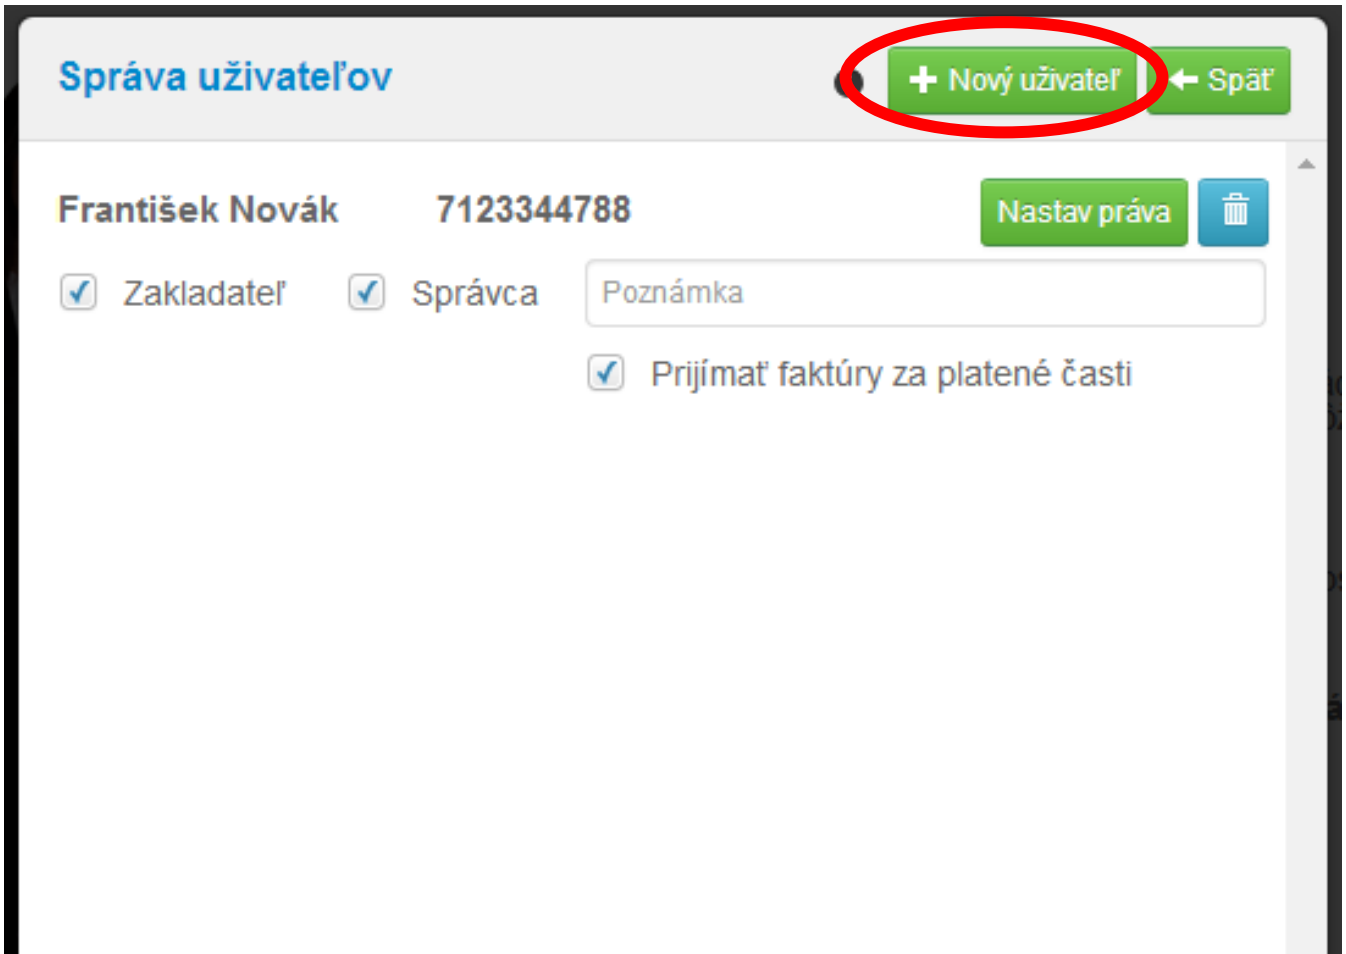 Správa uživateľov
Nový uživateľ
Späť
František Novák 7123344788
Nastav práva
Zakladateľ Správca Poznámka
Prijímať faktúry za platené časti